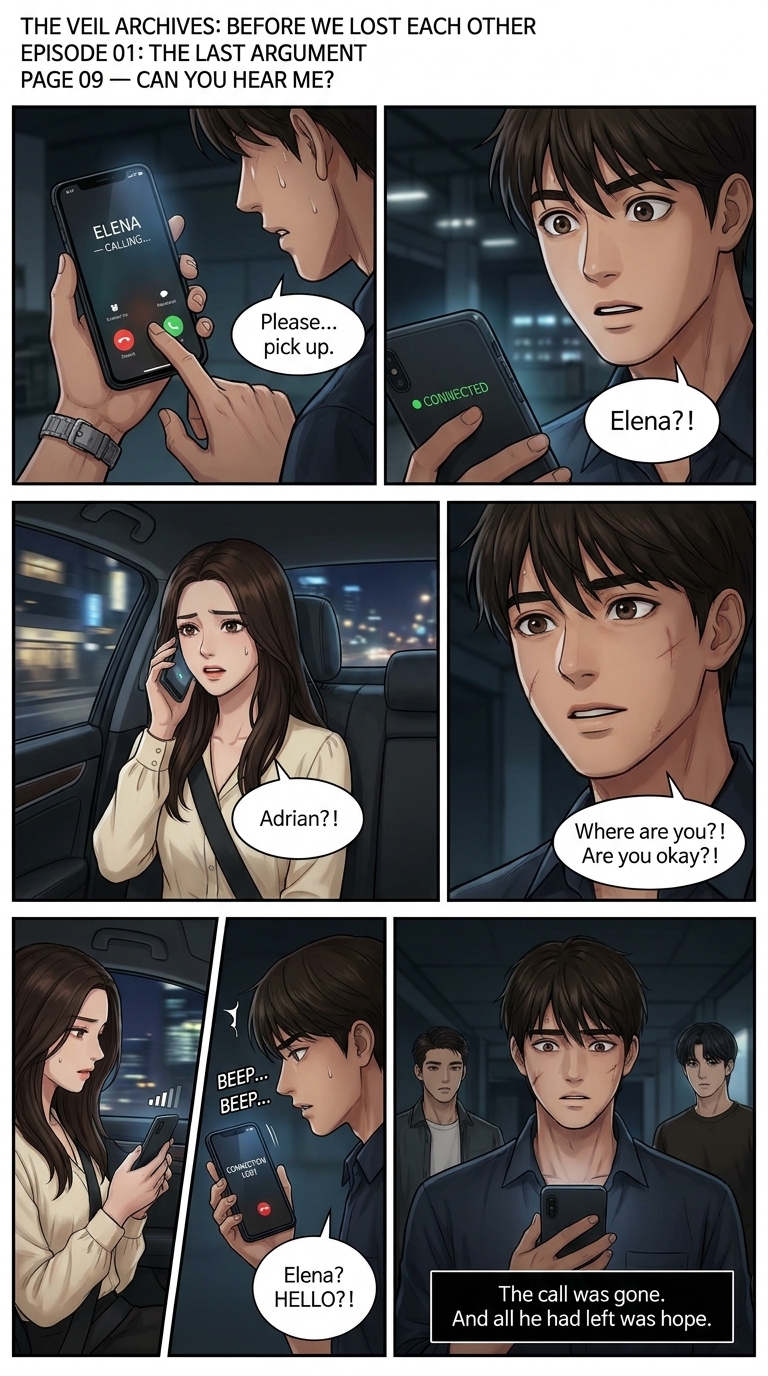 THE VEIL ARCHIVES: BEFORE WE LOST EACH OTHER
EPISODE 01: THE LAST ARGUMENT
PAGE 09 — CAN YOU HEAR ME?
ELENA
— CALLING...
Please...
pick up.
CONNECTED
Elena?!
Adrian?!
Where are you?!
Are you okay?!
BEEP...
BEEP...
CONNECTION
Elena?
HELLO?!
The call was gone.
And all he had left was hope.